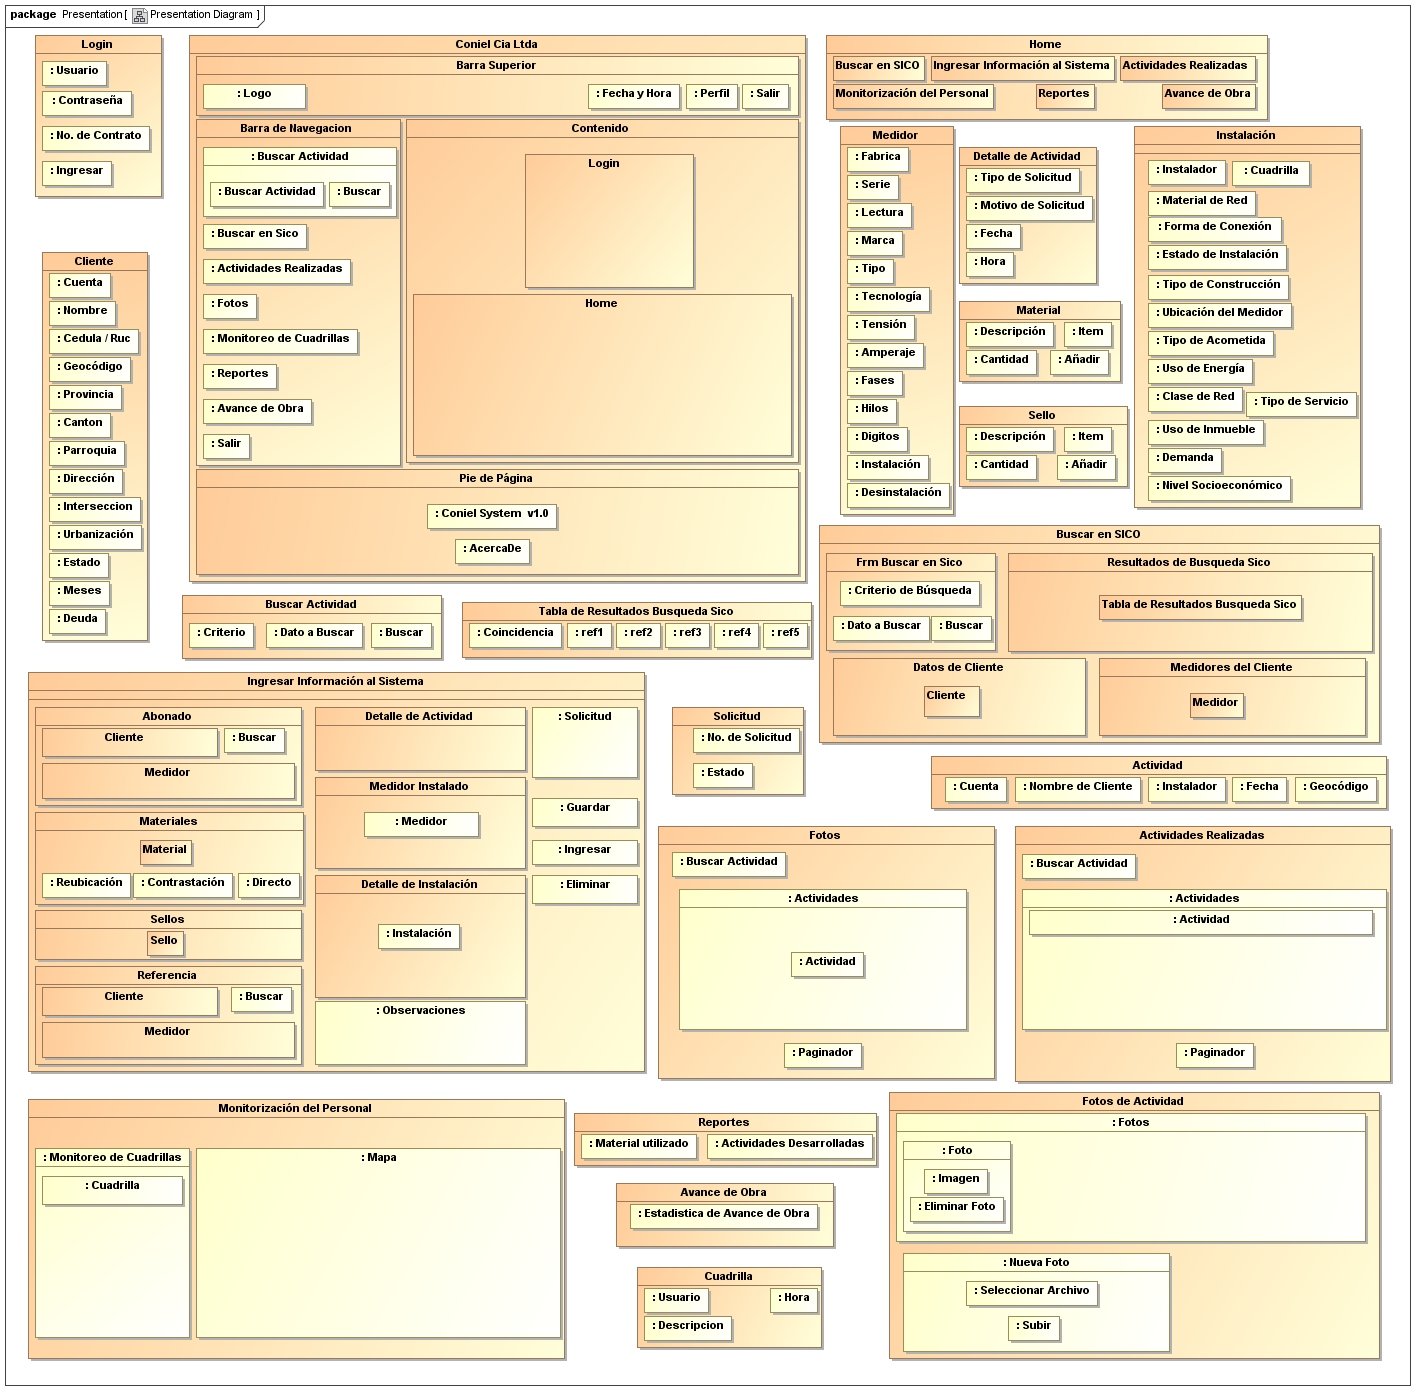 package Presentation [ Presentation Diagram ]
Login
: Usuario
: Contraseña
: No. de Contrato
: Ingresar
Coniel Cia Ltda
Barra Superior
: Logo
: Fecha y Hora
: Perfil
: Salir
Barra de Navegacion
: Buscar Actividad
: Buscar Actividad
: Buscar
: Buscar en Sico
: Actividades Realizadas
: Fotos
: Monitoreo de Cuadrillas
: Reportes
: Avance de Obra
: Salir
Contenido
Login
Home
Pie de Página
: Coniel System v1.0
: AcercaDe
Home
Buscar en SICO
Ingresar Información al Sistema
Actividades Realizadas
Monitorización del Personal
Reportes
Avance de Obra
Cliente
: Cuenta
: Nombre
: Cedula / Ruc
: Geocódigo
: Provincia
: Canton
: Parroquia
: Dirección
: Interseccion
: Urbanización
: Estado
: Meses
: Deuda
Medidor
: Fabrica
: Serie
: Lectura
: Marca
: Tipo
: Tecnología
: Tensión
: Amperaje
: Fases
: Hilos
: Digitos
: Instalación
: Desinstalación
Detalle de Actividad
: Tipo de Solicitud
: Motivo de Solicitud
: Fecha
: Hora
Material
: Descripción
: Item
: Cantidad
: Añadir
Sello
: Descripción
: Item
: Cantidad
: Añadir
Instalación
: Instalador
: Cuadrilla
: Material de Red
: Forma de Conexión
: Estado de Instalación
: Tipo de Construcción
: Ubicación del Medidor
: Tipo de Acometida
: Uso de Energía
: Clase de Red
: Tipo de Servicio
: Uso de Inmueble
: Demanda
: Nivel Socioeconómico
Buscar Actividad
: Criterio
: Dato a Buscar
: Buscar
Tabla de Resultados Busqueda Sico
: Coincidencia
: ref1
: ref2
: ref3
: ref4
: ref5
Buscar en SICO
Frm Buscar en Sico
: Criterio de Búsqueda
: Dato a Buscar
: Buscar
Resultados de Busqueda Sico
Tabla de Resultados Busqueda Sico
Datos de Cliente
Cliente
Medidores del Cliente
Medidor
Ingresar Información al Sistema
Abonado
Cliente
: Buscar
Medidor
Materiales
Material
: Reubicación
: Contrastación
: Directo
Sellos
Sello
Referencia
Cliente
: Buscar
Medidor
Detalle de Actividad
Medidor Instalado
: Medidor
Detalle de Instalación
: Instalación
: Observaciones
: Solicitud
: Guardar
: Ingresar
: Eliminar
Solicitud
: No. de Solicitud
: Estado
Actividad
: Cuenta
: Nombre de Cliente
: Instalador
: Fecha
: Geocódigo
Fotos
: Buscar Actividad
: Actividades
: Actividad
: Paginador
Actividades Realizadas
: Buscar Actividad
: Actividades
: Actividad
: Paginador
Monitorización del Personal
: Monitoreo de Cuadrillas
: Cuadrilla
: Mapa
Reportes
: Material utilizado
: Actividades Desarrolladas
Avance de Obra
: Estadistica de Avance de Obra
Cuadrilla
: Usuario
: Hora
: Descripcion
Fotos de Actividad
: Fotos
: Foto
: Imagen
: Eliminar Foto
: Nueva Foto
: Seleccionar Archivo
: Subir